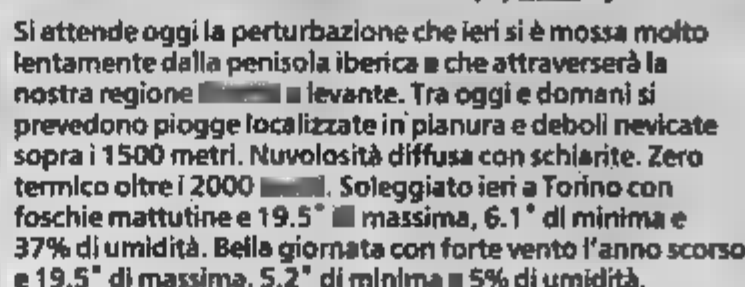 Si attende oggi la perturbazione che ieri si è mossa molto
lentamente dalla penisola iberica che attraverserà la
nostra regione levante. Tra oggi e domani si
prevedono piogge localizzate in pianura e deboli nevicate
sopra i 1500 metri. Nuvolosità diffusa con schiarite. Zero
termico oltre i 2000 . Soleggiato ieri a Torino con
foschie mattutine e 19.5° massima, 6.1° di minima e
37% di umidità. Bella giornata con forte vento l'anno scorso
e 19.5° di massima, 5.2° di minima 5% di umidità.